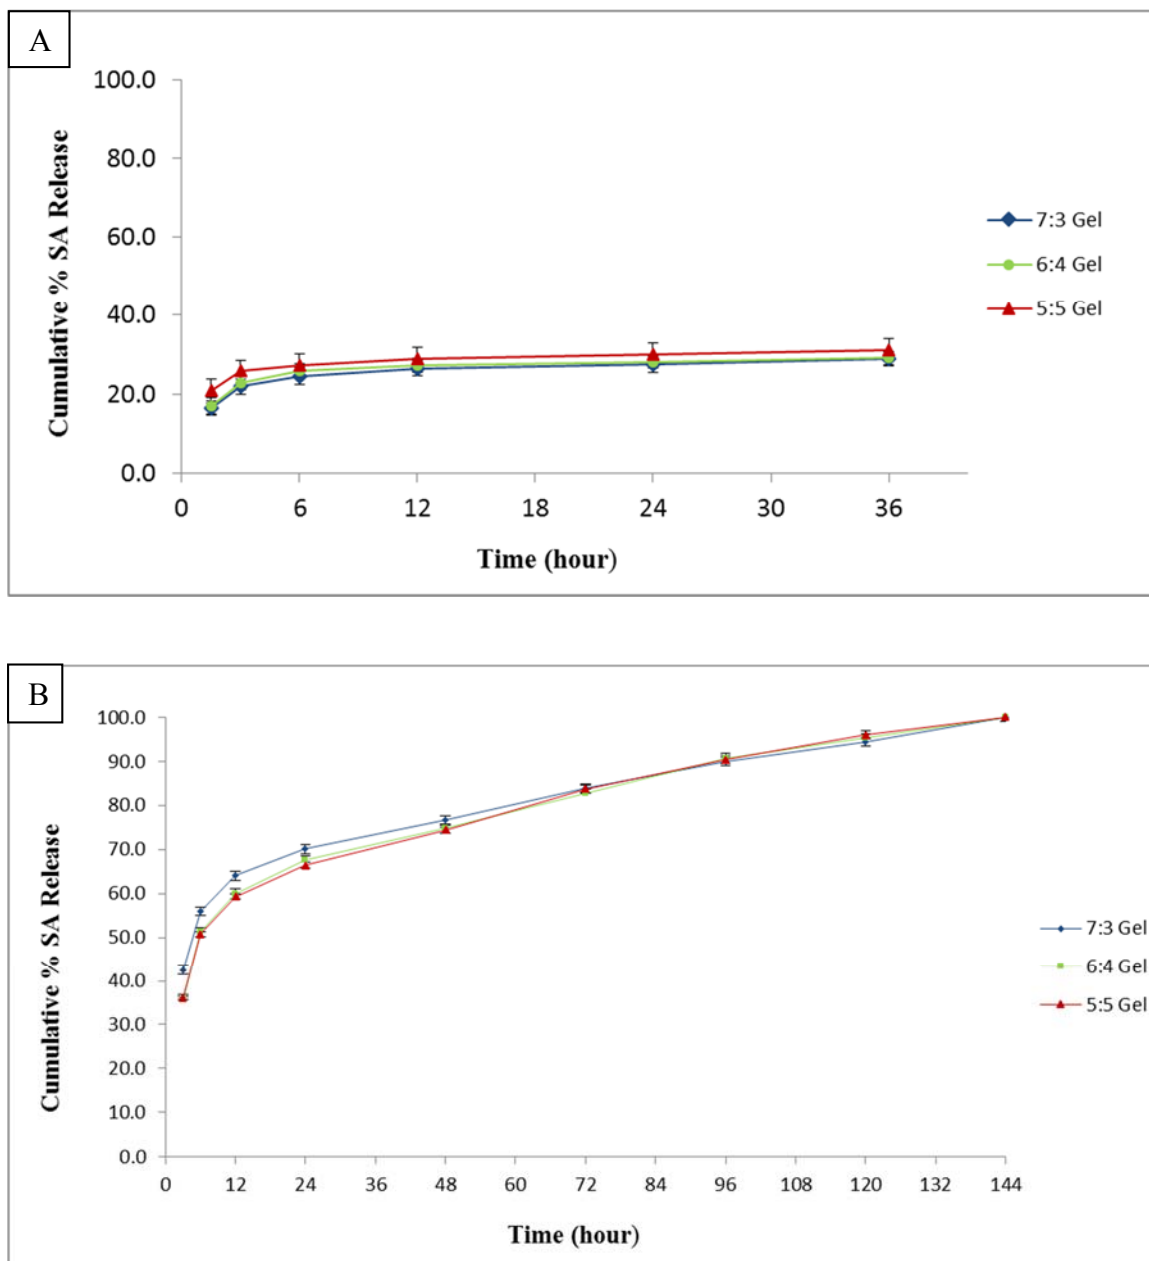 A
100.0
80.0
60.0
40.0
20.0
0.0
0 6 12 18 24 30 36
Cumulative % SA Release
Time (hour)
7:3 Gel
6:4 Gel
5:5 Gel
B
100.0
90.0
80.0
70.0
60.0
50.0
40.0
30.0
20.0
10.0
0.0
0 12 24 36 48 60 72 84 96 108 120 132 144
Cumulative % SA Release
Time (hour)
7:3 Gel
6:4 Gel
5:5 Gel